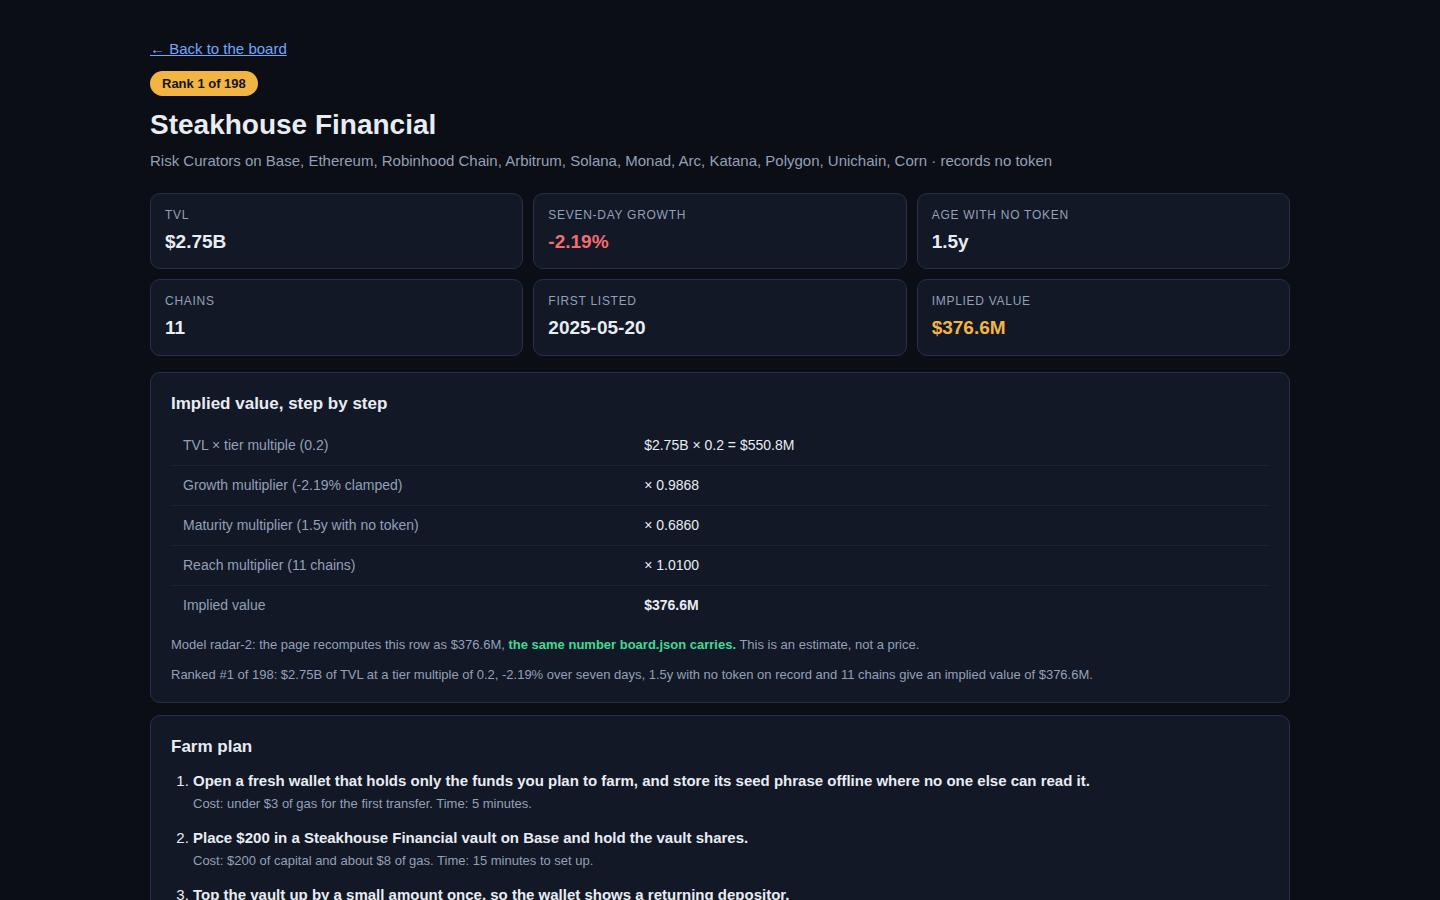 ← Back to the board
Rank 1 of 198
Steakhouse Financial
Risk Curators on Base, Ethereum, Robinhood Chain, Arbitrum, Solana, Monad, Arc, Katana, Polygon, Unichain, Corn · records no token
TVL
$2.75B
SEVEN-DAY GROWTH
-2.19%
AGE WITH NO TOKEN
1.5y
CHAINS
11
FIRST LISTED
2025-05-20
IMPLIED VALUE
$376.6M
Implied value, step by step
TVL × tier multiple (0.2) $2.75B × 0.2 = $550.8M
Growth multiplier (-2.19% clamped) × 0.9868
Maturity multiplier (1.5y with no token) × 0.6860
Reach multiplier (11 chains) × 1.0100
Implied value $376.6M
Model radar-2: the page recomputes this row as $376.6M, the same number board.json carries. This is an estimate, not a price.
Ranked #1 of 198: $2.75B of TVL at a tier multiple of 0.2, -2.19% over seven days, 1.5y with no token on record and 11 chains give an implied value of $376.6M.
Farm plan
1. Open a fresh wallet that holds only the funds you plan to farm, and store its seed phrase offline where no one else can read it.
Cost: under $3 of gas for the first transfer. Time: 5 minutes.
2. Place $200 in a Steakhouse Financial vault on Base and hold the vault shares.
Cost: $200 of capital and about $8 of gas. Time: 15 minutes to set up.
3. Top the vault up by a small amount once, so the wallet shows a returning depositor.